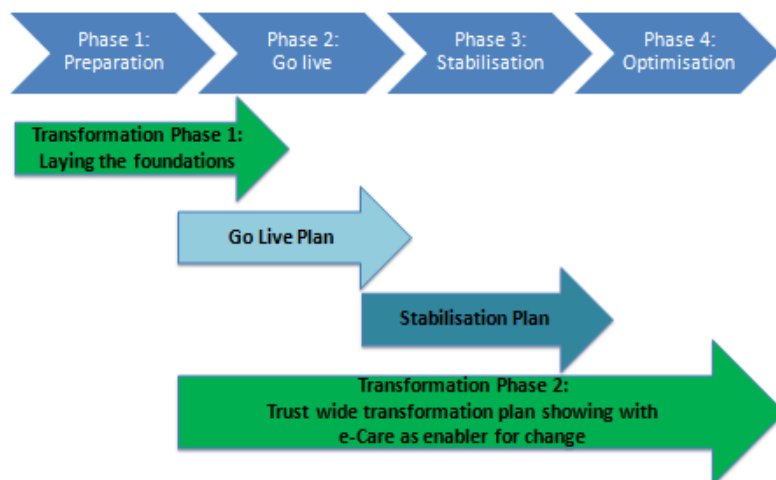 Phase 1:
Preparation
Phase 2:
Go live
Phase 3:
Stabilisation
Phase 4:
Optimisation
Transformation Phase 1:
Laying the foundations
Go Live Plan
Stabilisation Plan
Transformation Phase 2:
Trust wide transformation plan showing with
e-Care as enabler for change